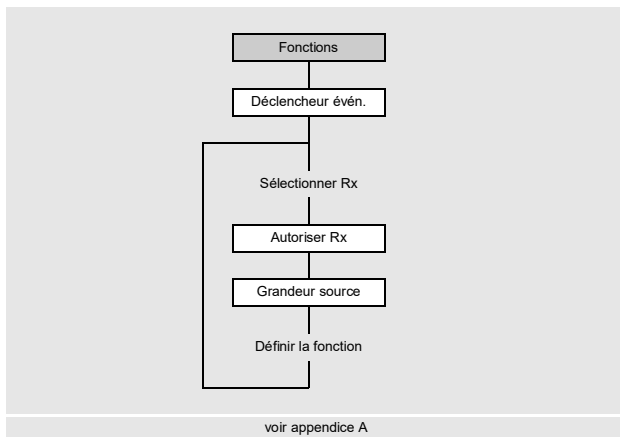 Fonctions
Déclencheur évén.
Sélectionner Rx
Autoriser Rx
Grandeur source
Définir la fonction
voir appendice A